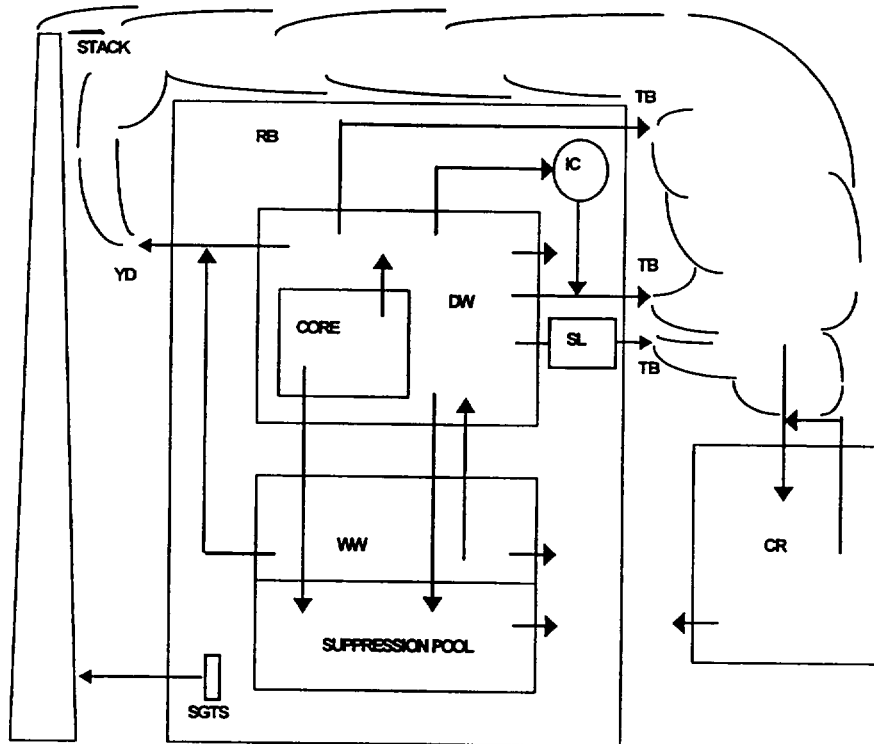 STACK
TB
RB
IC
YD
TB
DW
CORE
SL
TB
WW
CR
SUPPRESSION POOL
SGTS